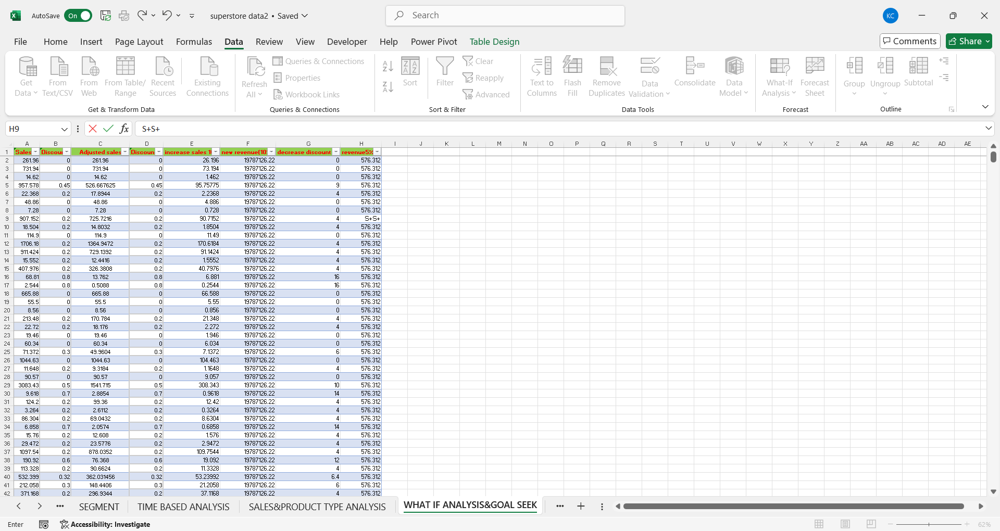 AutoSave On superstore data2 • Saved Search KC
File Home Insert Page Layout Formulas Data Review View Developer Help Power Pivot Table Design Comments Share
Get Data From Text/CSV From Web From Table/ Range Recent Sources Existing Connections
Get & Transform Data
Refresh All Queries & Connections Properties Workbook Links
Queries & Connections
Sort Filter Clear Reapply Advanced
Sort & Filter
Text to Columns Flash Fill Remove Duplicates Data Validation Consolidate Data Model
Data Tools
What-If Analysis Forecast Sheet
Forecast
Group Ungroup Subtotal
Outline
H9 fx S+S+
A B C D E F G H I J K L M N O P Q R S T U V W X Y Z AA AB AC AD AE
1 Sales Discoun Adjusted sales Discoun increase sales 1 new revenue(10 decrease discount revenue5%
2 261.96 0 261.96 0 26.196 19787126.22 0 576.312
3 731.94 0 731.94 0 73.194 19787126.22 0 576.312
4 14.62 0 14.62 0 1.462 19787126.22 0 576.312
5 957.578 0.45 526.667625 0.45 95.75775 19787126.22 9 576.312
6 22.368 0.2 17.8944 0.2 2.2368 19787126.22 4 576.312
7 48.86 0 48.86 0 4.886 19787126.22 0 576.312
8 7.28 0 7.28 0 0.728 19787126.22 0 576.312
9 907.152 0.2 725.7216 0.2 90.7152 19787126.22 4 S+S+
10 18.504 0.2 14.8032 0.2 1.8504 19787126.22 4 576.312
11 114.9 0 114.9 0 11.49 19787126.22 0 576.312
12 1706.18 0.2 1364.9472 0.2 170.6184 19787126.22 4 576.312
13 911.424 0.2 729.1392 0.2 91.1424 19787126.22 4 576.312
14 15.552 0.2 12.4416 0.2 1.5552 19787126.22 4 576.312
15 407.976 0.2 326.3808 0.2 40.7976 19787126.22 4 576.312
16 68.81 0.8 13.762 0.8 6.881 19787126.22 16 576.312
17 2.544 0.8 0.5088 0.8 0.2544 19787126.22 16 576.312
18 665.88 0 665.88 0 66.588 19787126.22 0 576.312
19 55.5 0 55.5 0 5.55 19787126.22 0 576.312
20 8.56 0 8.56 0 0.856 19787126.22 0 576.312
21 213.48 0.2 170.784 0.2 21.348 19787126.22 4 576.312
22 22.72 0.2 18.176 0.2 2.272 19787126.22 4 576.312
23 19.46 0 19.46 0 1.946 19787126.22 0 576.312
24 60.34 0 60.34 0 6.034 19787126.22 0 576.312
25 71.372 0.3 49.9604 0.3 7.1372 19787126.22 6 576.312
26 1044.63 0 1044.63 0 104.463 19787126.22 0 576.312
27 11.648 0.2 9.3184 0.2 1.1648 19787126.22 4 576.312
28 90.57 0 90.57 0 9.057 19787126.22 0 576.312
29 3083.43 0.5 1541.715 0.5 308.343 19787126.22 10 576.312
30 9.618 0.7 2.8854 0.7 0.9618 19787126.22 14 576.312
31 124.2 0.2 99.36 0.2 12.42 19787126.22 4 576.312
32 3.264 0.2 2.6112 0.2 0.3264 19787126.22 4 576.312
33 86.304 0.2 69.0432 0.2 8.6304 19787126.22 4 576.312
34 6.858 0.7 2.0574 0.7 0.6858 19787126.22 14 576.312
35 15.76 0.2 12.608 0.2 1.576 19787126.22 4 576.312
36 29.472 0.2 23.5776 0.2 2.9472 19787126.22 4 576.312
37 1097.54 0.2 878.0352 0.2 109.7544 19787126.22 4 576.312
38 190.92 0.6 76.368 0.6 19.092 19787126.22 12 576.312
39 113.328 0.2 90.6624 0.2 11.3328 19787126.22 4 576.312
40 532.399 0.32 362.031456 0.32 53.23992 19787126.22 6.4 576.312
41 212.058 0.3 148.4406 0.3 21.2058 19787126.22 6 576.312
42 371.168 0.2 296.9344 0.2 37.1168 19787126.22 4 576.312
SEGMENT TIME BASED ANALYSIS SALES&PRODUCT TYPE ANALYSIS WHAT IF ANALYSIS&GOAL SEEK
Enter Accessibility: Investigate 62%